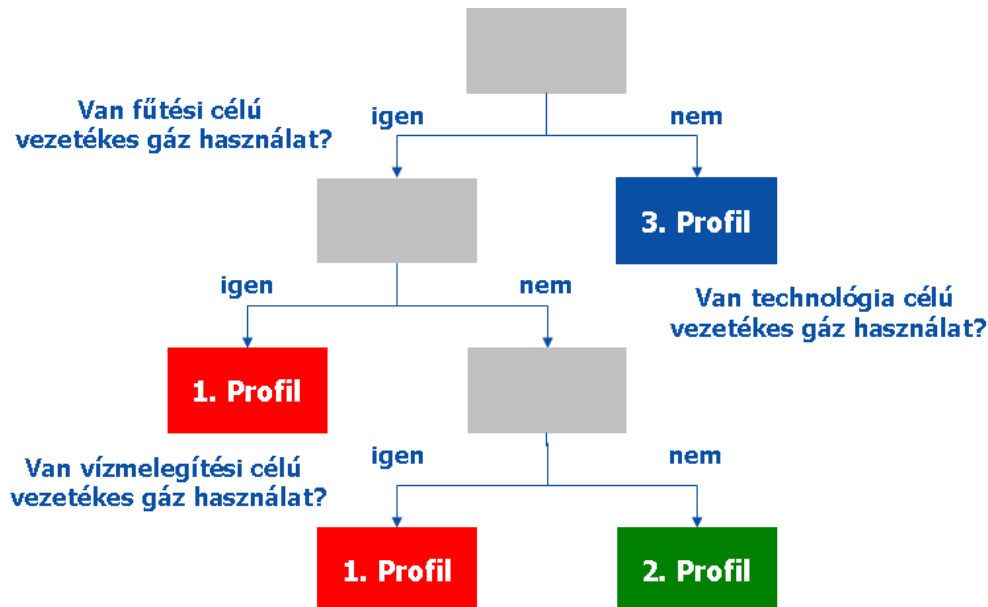 Van fűtési célú
vezetékes gáz használat?
igen
nem
3. Profil
igen
nem
Van technológia célú
vezetékes gáz használat?
1. Profil
Van vízmelegítési célú
vezetékes gáz használat?
igen
nem
1. Profil
2. Profil